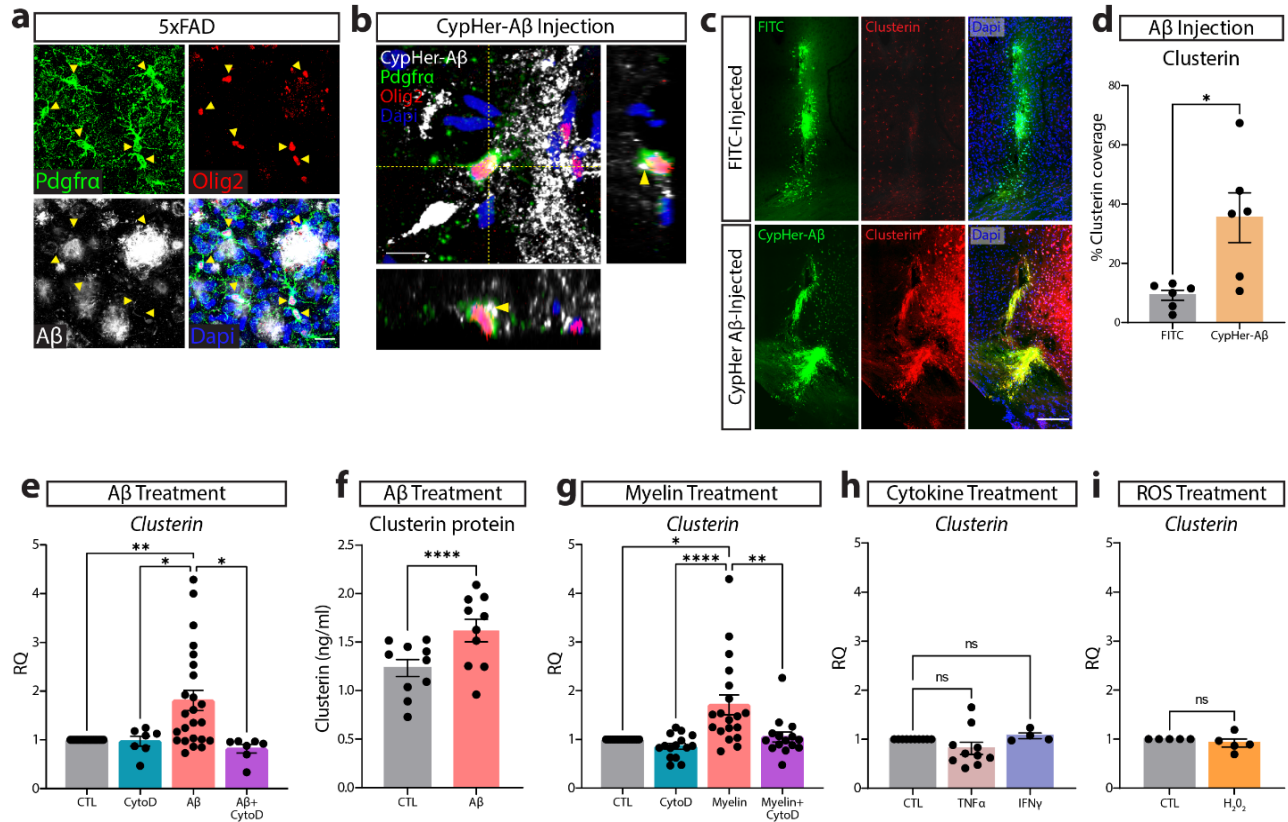 a
5xFAD
Pdgfrα
Olig2
Aβ
Dapi
b
CypHer-Aβ Injection
CypHer-Aβ
Pdgfrα
Olig2
Dapi
c
FITC-Injected
FITC
Clusterin
Dapi
CypHer Aβ-Injected
CypHer-Aβ
Clusterin
Dapi
d
Aβ Injection
Clusterin
*
% Clusterin coverage
80
60
40
20
0
FITC
CypHer-Aβ
e
Aβ Treatment
Clusterin
**
*
*
RQ
5
4
3
2
1
0
CTL
CytoD
Aβ
Aβ+
CytoD
f
Aβ Treatment
Clusterin protein
****
Clusterin (ng/ml)
2.5
2.0
1.5
1.0
0.5
0.0
CTL
Aβ
g
Myelin Treatment
Clusterin
*
****
**
RQ
5
4
3
2
1
0
CTL
CytoD
Myelin
Myelin+
CytoD
h
Cytokine Treatment
Clusterin
ns
ns
RQ
5
4
3
2
1
0
CTL
TNFα
IFNγ
i
ROS Treatment
Clusterin
ns
RQ
5
4
3
2
1
0
CTL
H₂0₂